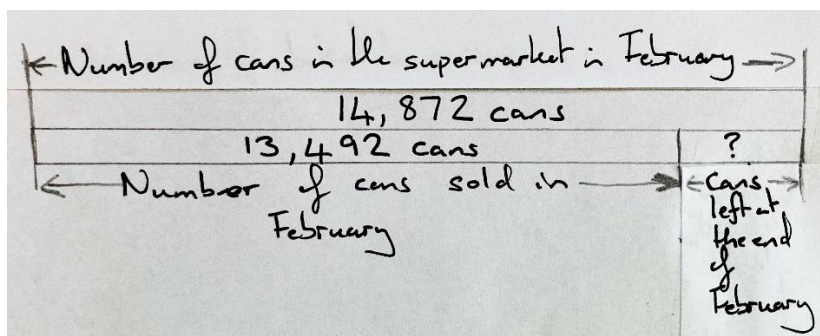 Number of cans in the supermarket in February
14,872 cans
13,492 cans
?
Number of cans sold in
February
Cans
left at
the end
of
February